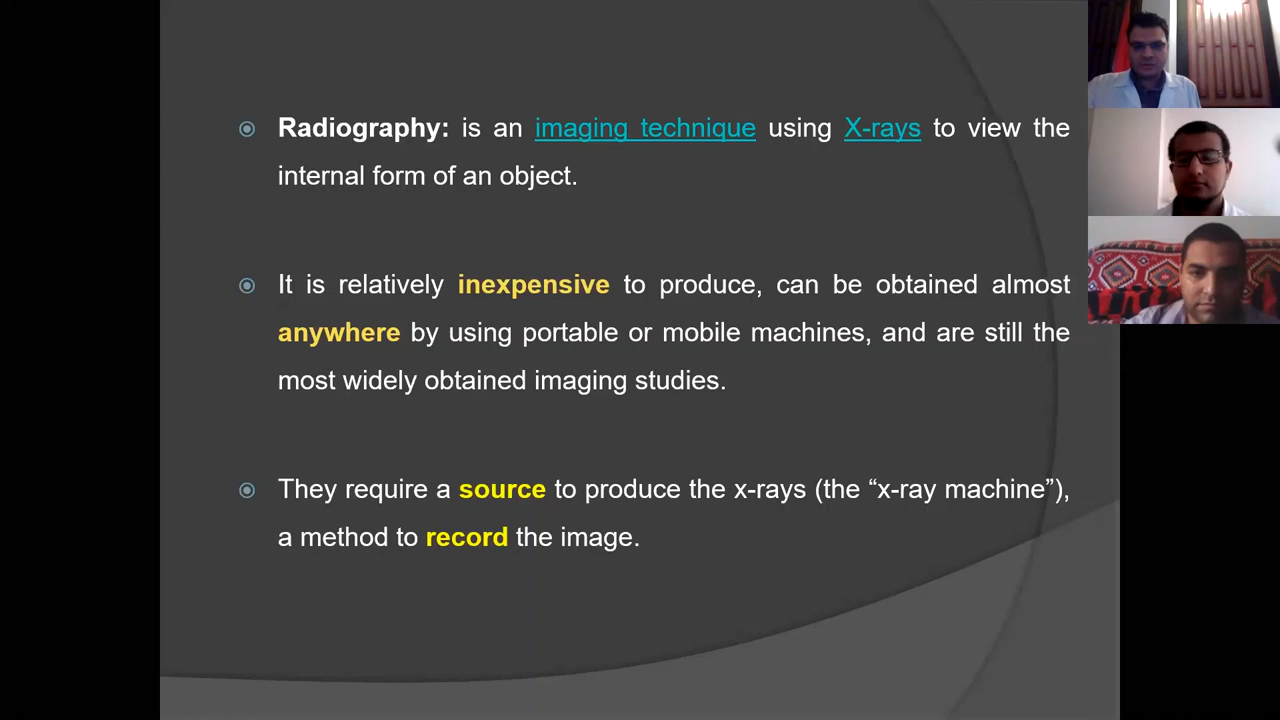 Radiography: is an imaging technique using X-rays to view the
internal form of an object.
It is relatively inexpensive to produce, can be obtained almost
anywhere by using portable or mobile machines, and are still the
most widely obtained imaging studies.
They require a source to produce the x-rays (the “x-ray machine”),
a method to record the image.